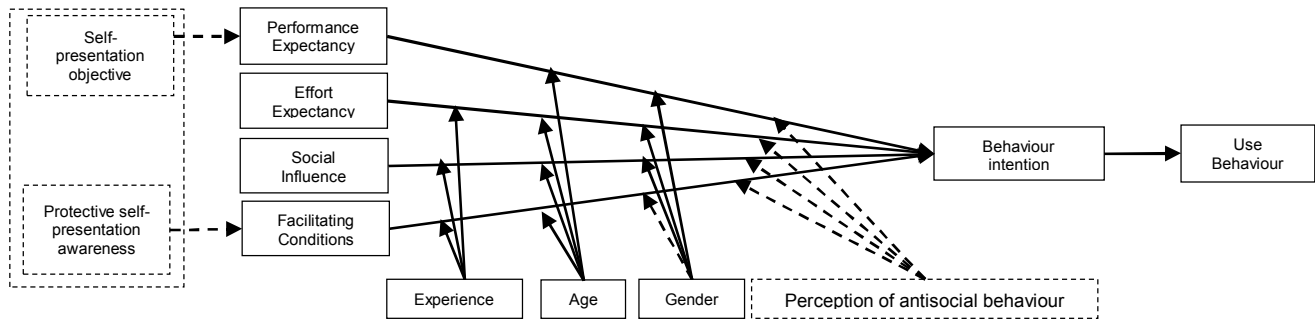 Self-
presentation
objective
Performance
Expectancy
Effort
Expectancy
Social
Influence
Behaviour
intention
Use
Behaviour
Protective self-
presentation
awareness
Facilitating
Conditions
Experience
Age
Gender
Perception of antisocial behaviour